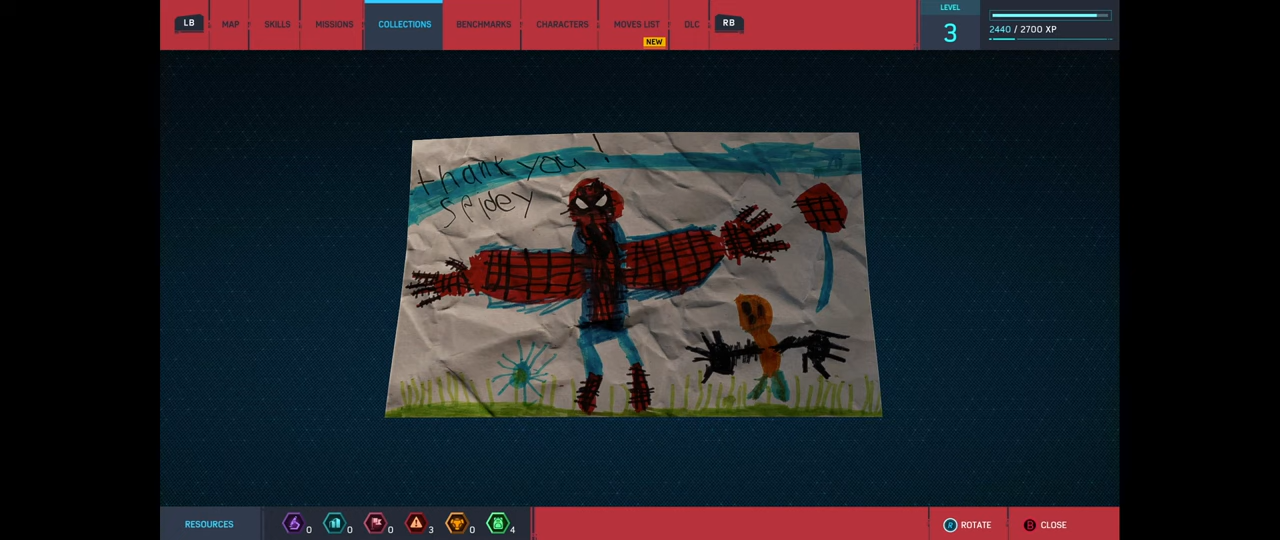 LB MAP SKILLS MISSIONS COLLECTIONS BENCHMARKS CHARACTERS MOVES LIST DLC RB
NEW
LEVEL
3
2440 / 2700 XP
thank you !
Spidey
RESOURCES 0 0 0 3 0 4 R ROTATE B CLOSE